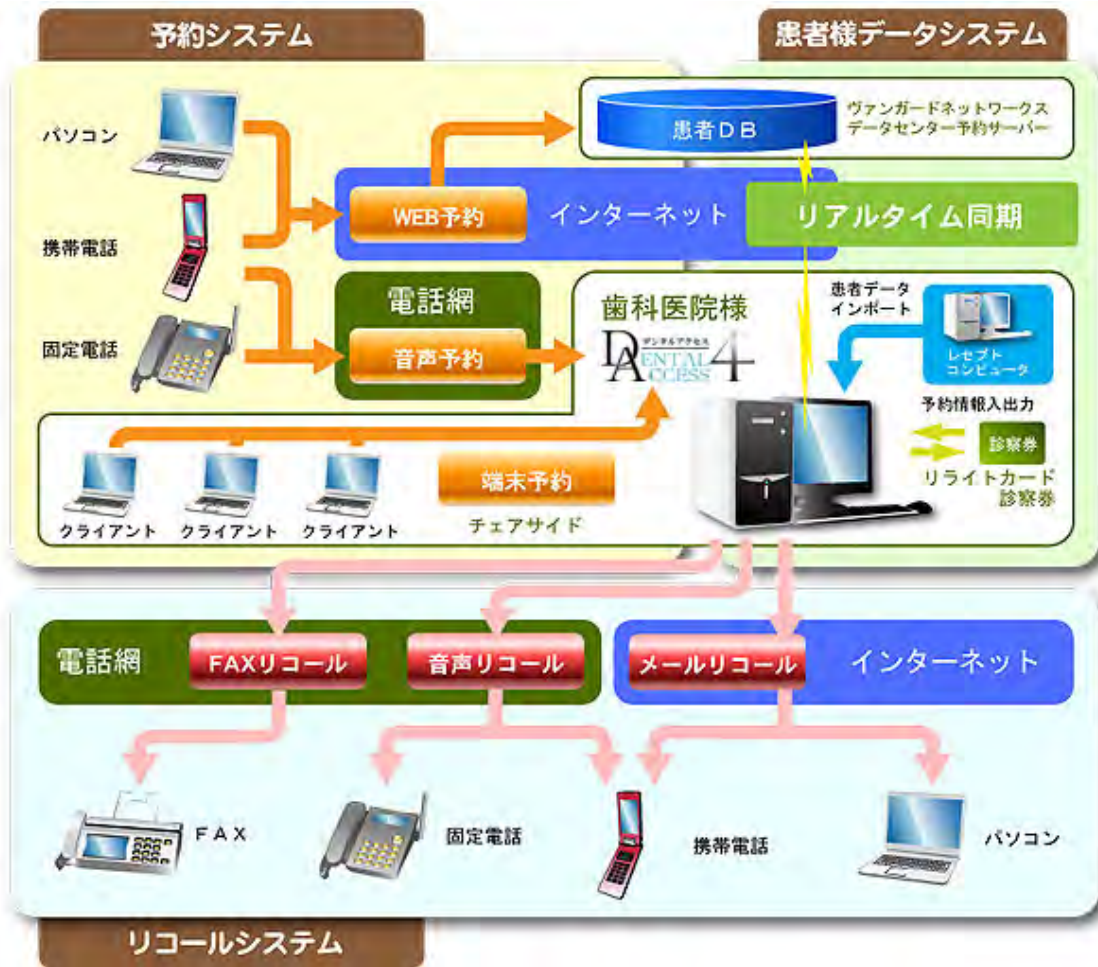 予約システム
患者様データシステム
パソコン
患者DB
ヴァンガードネットワークス
データセンター予約サーバー
WEB予約
インターネット
リアルタイム同期
携帯電話
電話網
音声予約
固定電話
歯科医院様
デンタルアクセス
DENTAL
ACCESS 4
患者データ
インポート
レセプト
コンピュータ
予約情報入出力
診察券
リライトカード
診察券
端末予約
チェアサイド
クライアント
クライアント
クライアント
電話網
FAXリコール
音声リコール
メールリコール
インターネット
FAX
固定電話
携帯電話
パソコン
リコールシステム